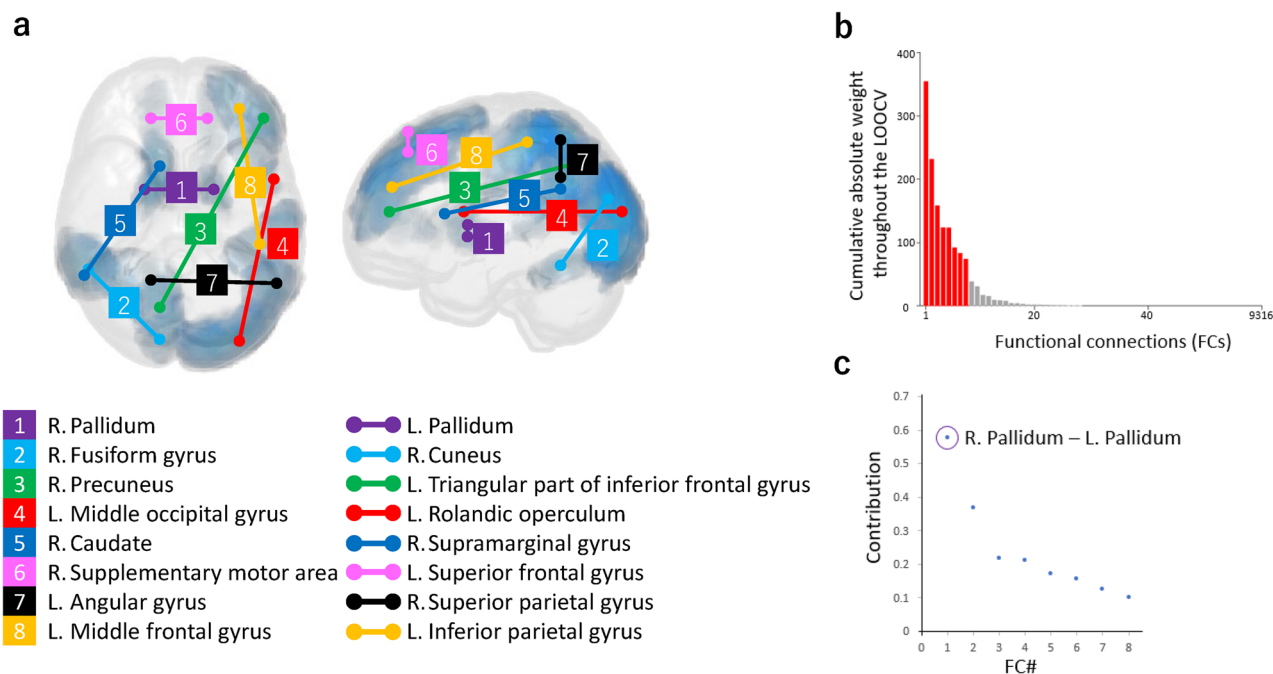 a
6
1
8
5
3
4
7
2
6
8
7
3
5
4
1
2
1 R. Pallidum L. Pallidum
2 R. Fusiform gyrus R. Cuneus
3 R. Precuneus L. Triangular part of inferior frontal gyrus
4 L. Middle occipital gyrus L. Rolandic operculum
5 R. Caudate R. Supramarginal gyrus
6 R. Supplementary motor area L. Superior frontal gyrus
7 L. Angular gyrus R. Superior parietal gyrus
8 L. Middle frontal gyrus L. Inferior parietal gyrus
b
Cumulative absolute weight
throughout the LOOCV
400
300
200
100
0
1 20 40 9316
Functional connections (FCs)
c
Contribution
0.7
0.6
0.5
0.4
0.3
0.2
0.1
0
R. Pallidum – L. Pallidum
0 1 2 3 4 5 6 7 8
FC#